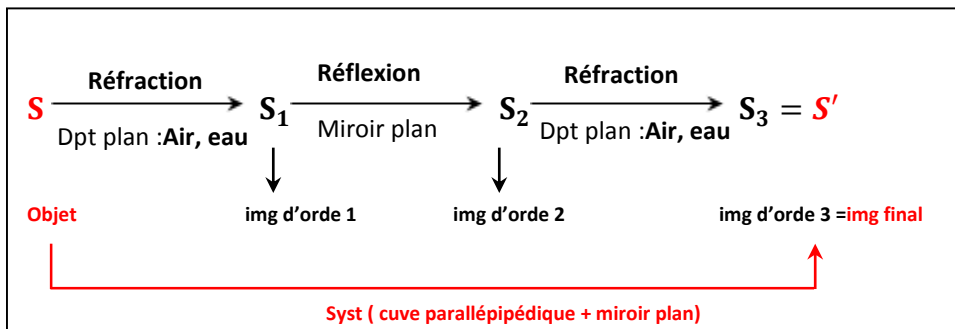 Réfraction Réflexion Réfraction
S S₁ S₂ S₃ = S′
Dpt plan :Air, eau Miroir plan Dpt plan :Air, eau
Objet img d’orde 1 img d’orde 2 img d’orde 3 =img final
Syst ( cuve parallépipédique + miroir plan)